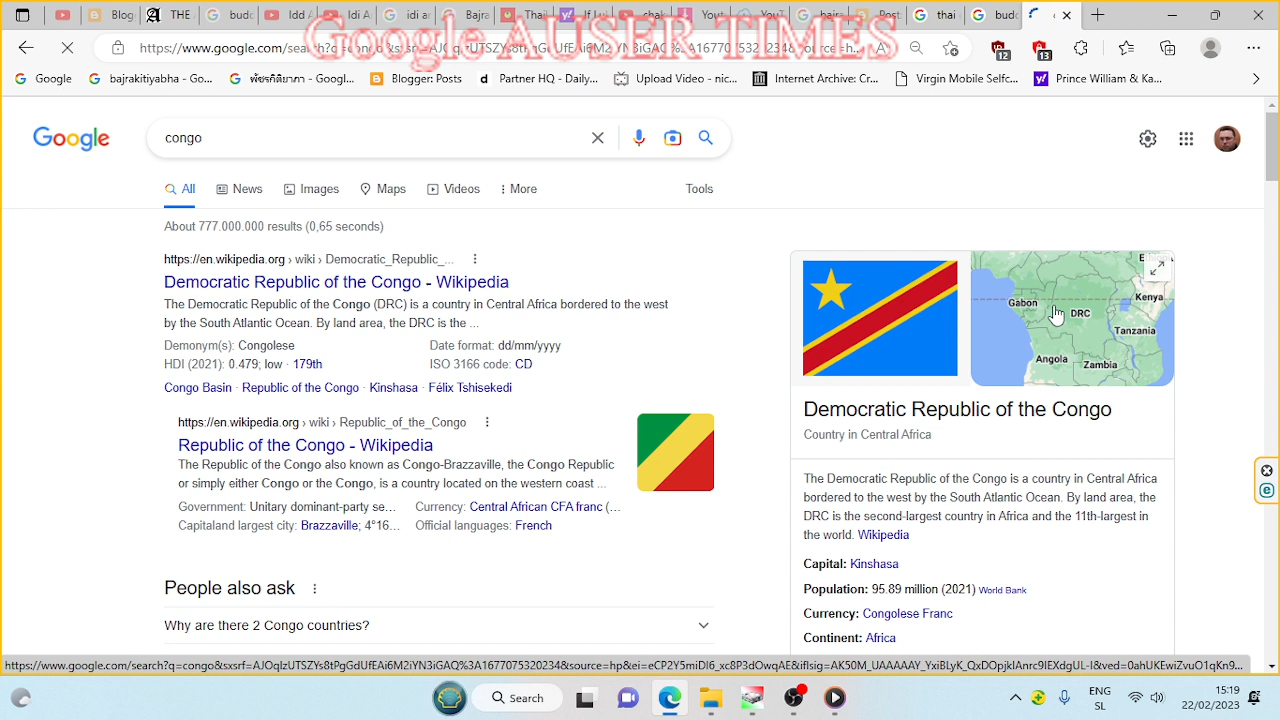 Blog
THE
budd
Idd A
Idi A
idi ar
Bajra
Thai
If Lu
Yout
Post:
thai
budd
Google AUSER TIMES
12
13
Google
bajrakitiyabha - Go...
Blogger: Posts
Partner HQ - Daily...
Upload Video - nic...
Internet Archive: Cr...
Virgin Mobile Selfc...
Prince William & Ka...
Google
congo
All
News
Images
Maps
Videos
More
Tools
About 777.000.000 results (0,65 seconds)
https://en.wikipedia.org › wiki › Democratic_Republic_...
Democratic Republic of the Congo - Wikipedia
The Democratic Republic of the Congo (DRC) is a country in Central Africa bordered to the west
by the South Atlantic Ocean. By land area, the DRC is the ...
Demonym(s): Congolese
Date format: dd/mm/yyyy
HDI (2021): 0.479; low · 179th
ISO 3166 code: CD
Congo Basin · Republic of the Congo · Kinshasa · Félix Tshisekedi
https://en.wikipedia.org › wiki › Republic_of_the_Congo
Republic of the Congo - Wikipedia
The Republic of the Congo also known as Congo-Brazzaville, the Congo Republic
or simply either Congo or the Congo, is a country located on the western coast ...
Government: Unitary dominant-party se...
Currency: Central African CFA franc (...
Capitaland largest city: Brazzaville; 4°16...
Official languages: French
People also ask
Why are there 2 Congo countries?
Gabon
DRC
Kenya
Tanzania
Angola
Zambia
Democratic Republic of the Congo
Country in Central Africa
The Democratic Republic of the Congo is a country in Central Africa
bordered to the west by the South Atlantic Ocean. By land area, the
DRC is the second-largest country in Africa and the 11th-largest in
the world. Wikipedia
Capital: Kinshasa
Population: 95.89 million (2021) World Bank
Currency: Congolese Franc
Continent: Africa
Search
ENG
SL
15:19
22/02/2023